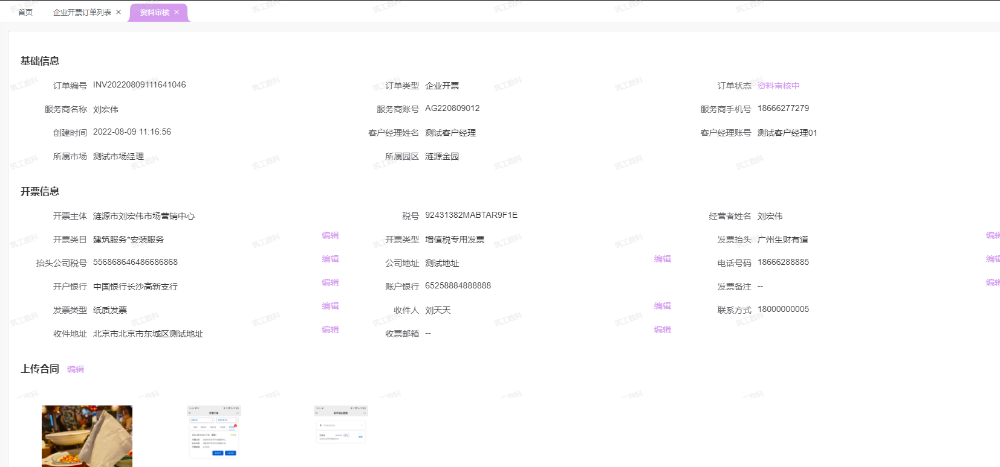 首页 企业开票订单列表 × 资料审核 ×
基础信息
订单编号 INV20220809111641046 订单类型 企业开票 订单状态 资料审核中
服务商名称 刘宏伟 服务商账号 AG220809012 服务商手机号 18666277279
创建时间 2022-08-09 11:16:56 客户经理姓名 测试客户经理 客户经理账号 测试客户经理01
所属市场 测试市场经理 所属园区 涟源金园
开票信息
开票主体 涟源市刘宏伟市场营销中心 税号 92431382MABTAR9F1E 经营者姓名 刘宏伟
开票类目 建筑服务*安装服务 编辑 开票类型 增值税专用发票 发票抬头 广州生财有道 编辑
抬头公司税号 556868646486686868 编辑 公司地址 测试地址 编辑 电话号码 18666288885 编辑
开户银行 中国银行长沙高新支行 编辑 账户银行 65258884888888 发票备注 -- 编辑
发票类型 纸质发票 编辑 收件人 刘天天 编辑 联系方式 18000000005
收件地址 北京市北京市东城区测试地址 编辑 收票邮箱 -- 编辑
上传合同 编辑
筑工数科